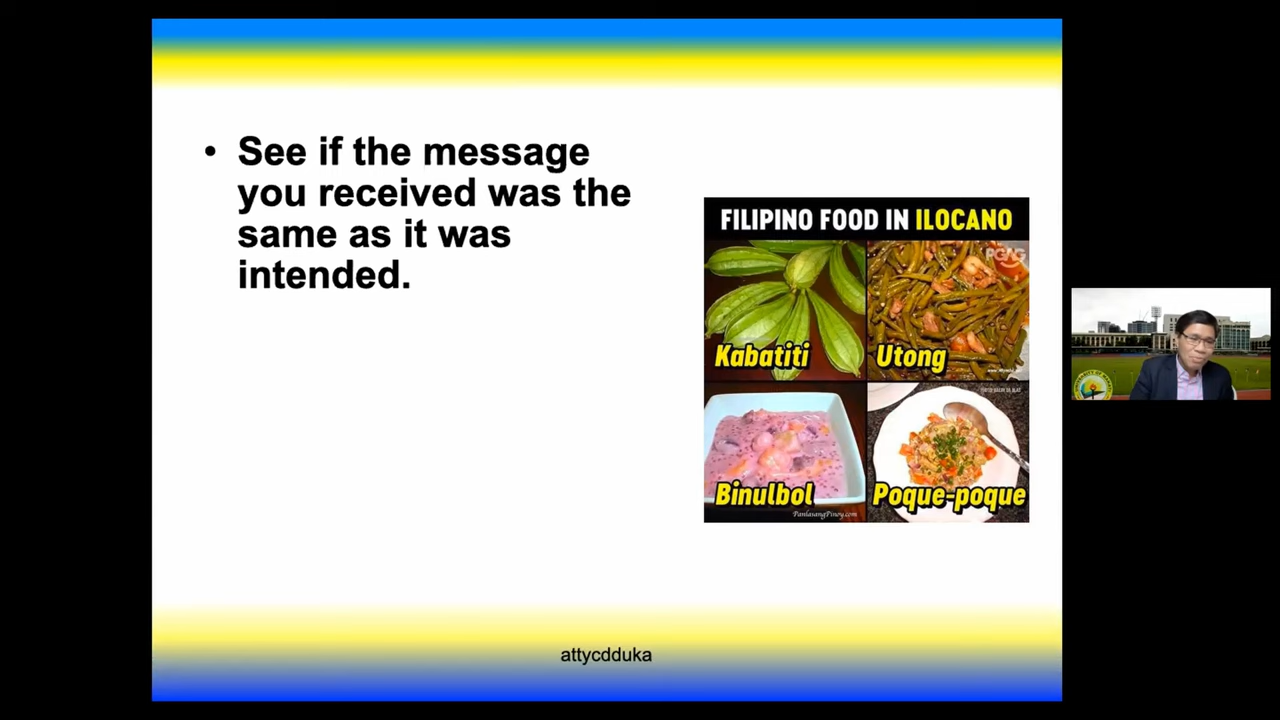 • See if the message
you received was the
same as it was
intended.
FILIPINO FOOD IN ILOCANO
PGAG
Kabatiti
Utong
Binulbol
Poque-poque
PanlasangPinoy.com
attycdduka